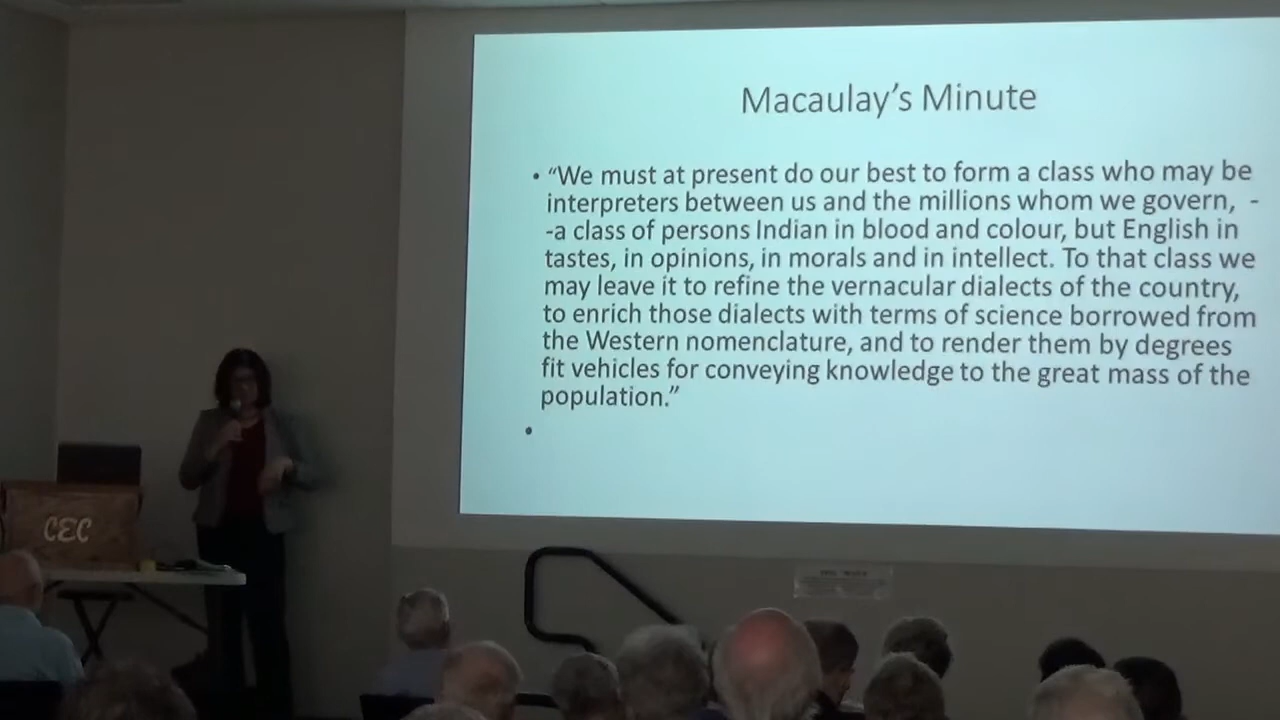 Macaulay's Minute
• “We must at present do our best to form a class who may be
interpreters between us and the millions whom we govern, -
-a class of persons Indian in blood and colour, but English in
tastes, in opinions, in morals and in intellect. To that class we
may leave it to refine the vernacular dialects of the country,
to enrich those dialects with terms of science borrowed from
the Western nomenclature, and to render them by degrees
fit vehicles for conveying knowledge to the great mass of the
population.”
•
CEC